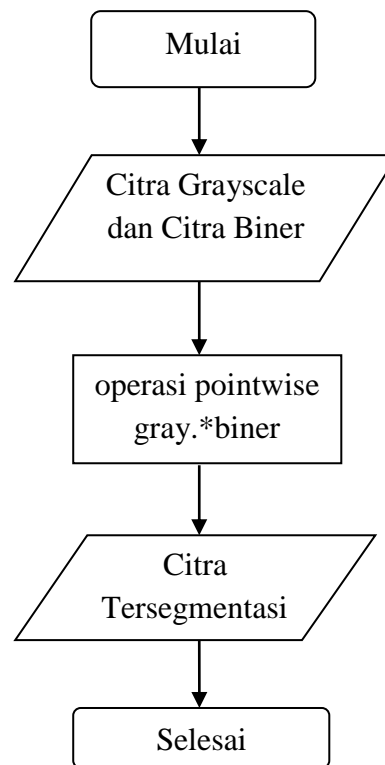 Mulai
Citra Grayscale
dan Citra Biner
operasi pointwise
gray.*biner
Citra
Tersegmentasi
Selesai